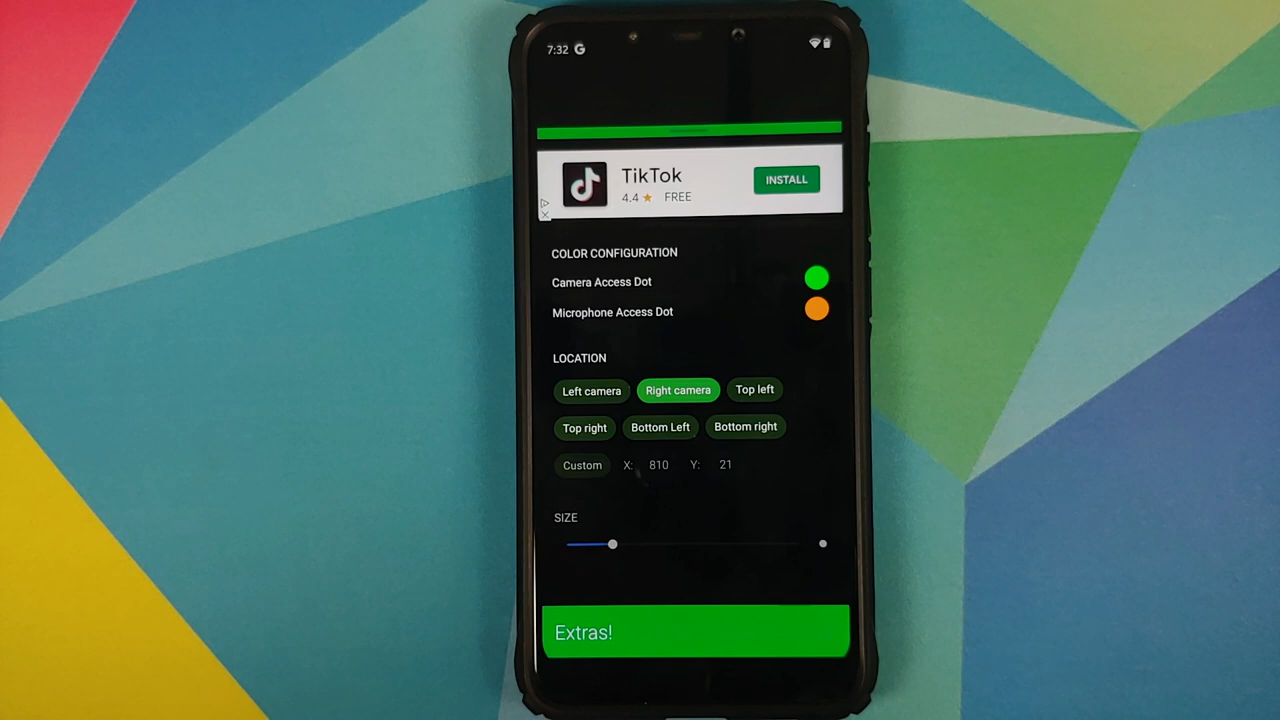 7:32 G
TikTok
4.4 ★ FREE
INSTALL
COLOR CONFIGURATION
Camera Access Dot
Microphone Access Dot
LOCATION
Left camera Right camera Top left
Top right Bottom Left Bottom right
Custom X: 810 Y: 21
SIZE
Extras!